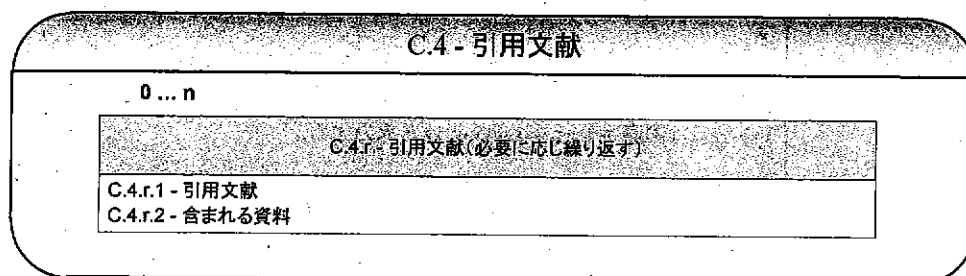 C.4 - 引用文献
0 ... n
C.4.r - 引用文献(必要に応じ繰り返す)
C.4.r.1 - 引用文献
C.4.r.2 - 含まれる資料